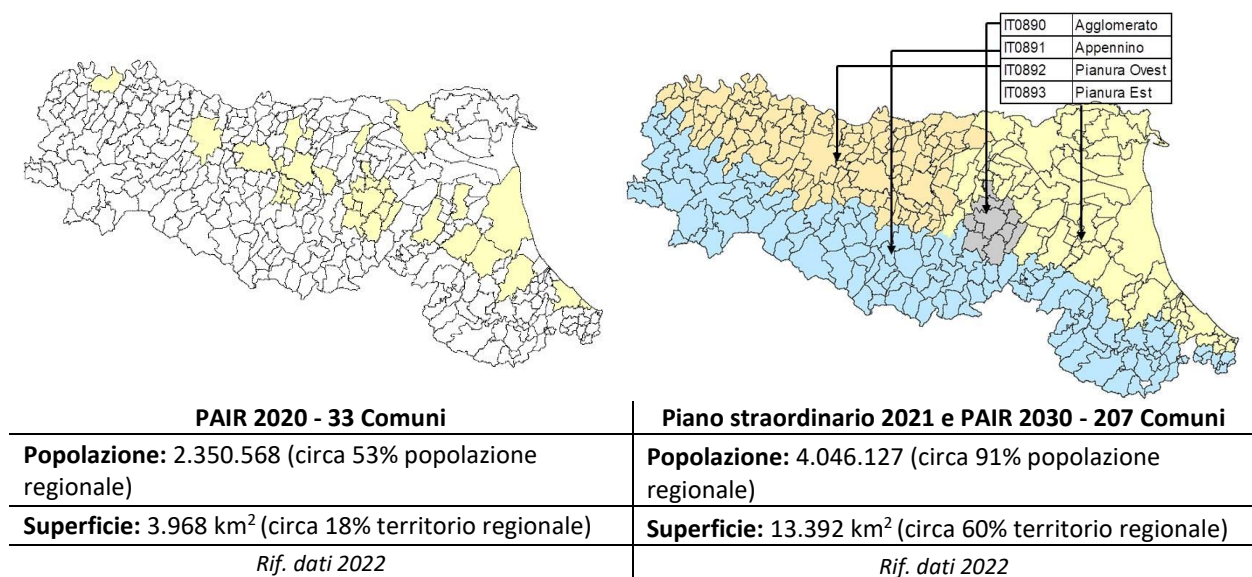 IT0890 Agglomerato
IT0891 Appennino
IT0892 Pianura Ovest
IT0893 Pianura Est
PAIR 2020 - 33 Comuni
Popolazione: 2.350.568 (circa 53% popolazione
regionale)
Superficie: 3.968 km² (circa 18% territorio regionale)
Rif. dati 2022
Piano straordinario 2021 e PAIR 2030 - 207 Comuni
Popolazione: 4.046.127 (circa 91% popolazione
regionale)
Superficie: 13.392 km² (circa 60% territorio regionale)
Rif. dati 2022